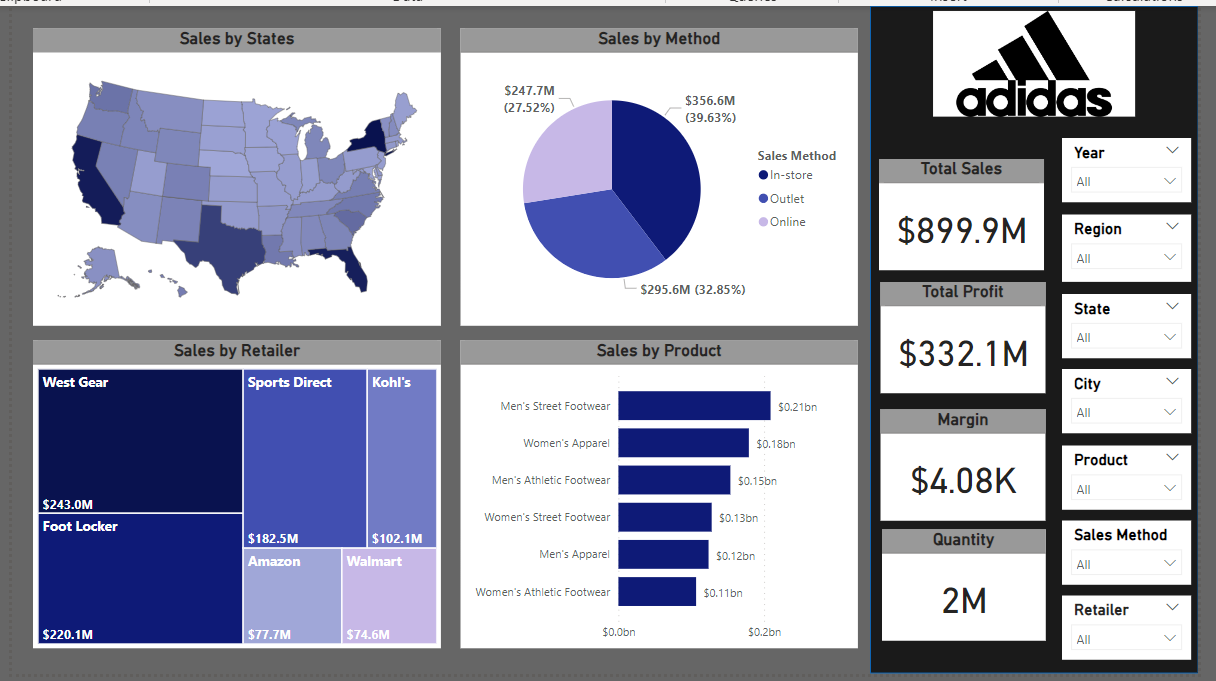 Sales by States
Sales by Method
$247.7M
(27.52%)
$356.6M
(39.63%)
$295.6M (32.85%)
Sales Method
In-store
Outlet
Online
Sales by Retailer
West Gear
$243.0M
Foot Locker
$220.1M
Sports Direct
$182.5M
Kohl's
$102.1M
Amazon
$77.7M
Walmart
$74.6M
Sales by Product
Men's Street Footwear $0.21bn
Women's Apparel $0.18bn
Men's Athletic Footwear $0.15bn
Women's Street Footwear $0.13bn
Men's Apparel $0.12bn
Women's Athletic Footwear $0.11bn
$0.0bn $0.2bn
adidas
Total Sales
$899.9M
Total Profit
$332.1M
Margin
$4.08K
Quantity
2M
Year
All
Region
All
State
All
City
All
Product
All
Sales Method
All
Retailer
All